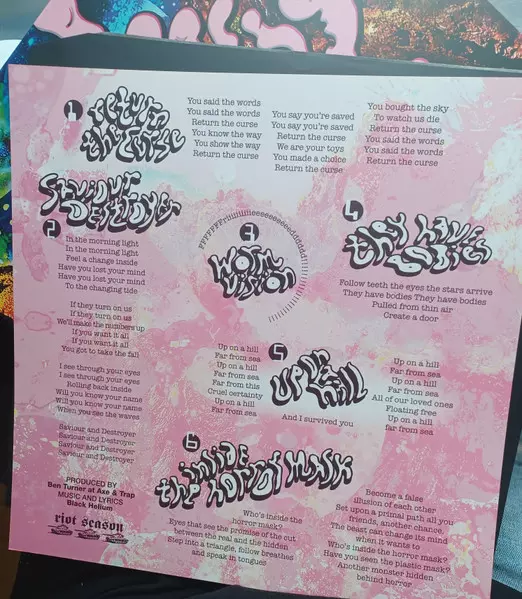 1
return
the curse
You said the words
You said the words
Return the curse
You know the way
You show the way
Return the curse
You say you're saved
You say you're saved
Return the curse
We are your toys
You made a choice
Return the curse
You bought the sky
To watch us die
Return the curse
You said the words
You said the words
Return the curse
Saviour
Destroyer
2
In the morning light
In the morning light
Feel a change inside
Have you lost your mind
Have you lost your mind
To the changing tide
If they turn on us
if they turn on us
We'll make the numbers up
If you want it all
If you want it all
You got to take the fall
I see through your eyes
I see through your eyes
Rolling back inside
Will you know your name
Will you know your name
When you see the waves
Saviour and Destroyer
Saviour and Destroyer
Saviour and Destroyer
Saviour and Destroyer
3
worm
vision
4
they have
bodies
Follow teeth the eyes the stars arrive
They have bodies They have bodies
Pulled from thin air
Create a door
5
up on
a hill
Up on a hill
Far from sea
Up on a hill
Far from sea
Far from this
Cruel certainty
Up on a hill
Far from sea
And I survived you
Up on a hill
Far from sea
Up on a hill
Far from sea
All of our loved ones
Floating free
Up on a hill
far from sea
6
inside
the horror mask
Who's inside the
horror mask?
Eyes that see the promise of the cut
between the real and the hidden
Step into a triangle, follow breathes
and speak in tongues
Become a false
illusion of each other
Set upon a primal path all you
friends, another chance,
The beast can change its mind
when it wants to
Who's inside the horror mask?
Have you seen the plastic mask?
Another monster hidden
behind horror
PRODUCED BY
Ben Turner at Axe & Trap
MUSIC AND LYRICS
Black Helium
riot season